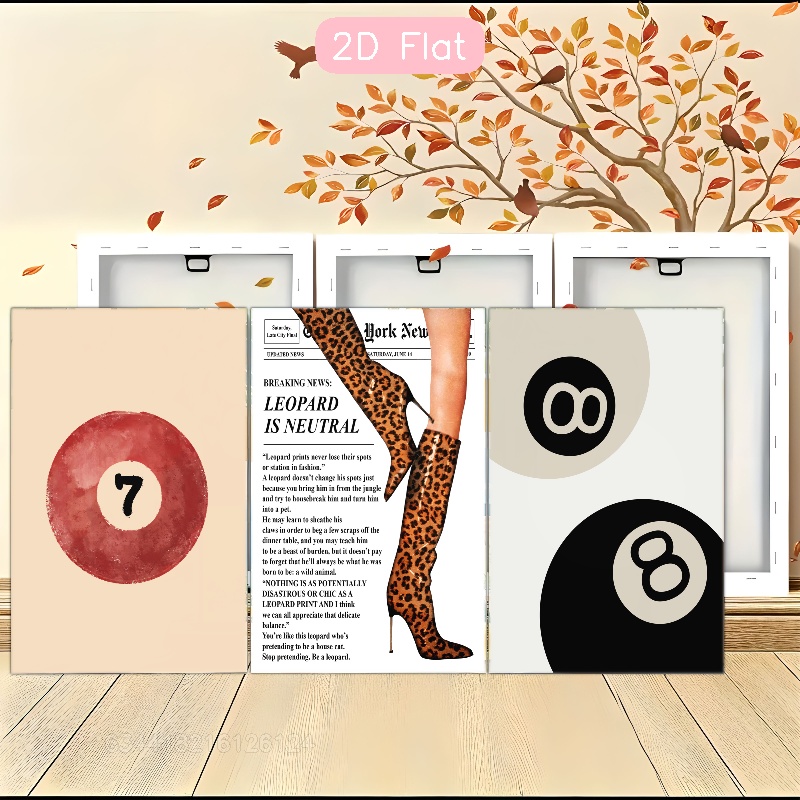 2D Flat
7
Saturday,
Late City Final
York New
UPDATED NEWS
SATURDAY, JUNE 14
BREAKING NEWS:
LEOPARD
IS NEUTRAL
“Leopard prints never lose their spots
or station in fashion.”
A leopard doesn’t change his spots just
because you bring him in from the jungle
and try to housebreak him and turn him
into a pet.
He may learn to sheathe his
claws in order to beg a few scraps off the
dinner table, and you may teach him
to be a beast of burden, but it doesn’t pay
to forget that he’ll always be what he was
born to be: a wild animal.
“NOTHING IS AS POTENTIALLY
DISASTROUS OR CHIC AS A
LEOPARD PRINT AND I think
we can all appreciate that delicate
balance.”
You’re like this leopard who’s
pretending to be a house cat.
Stop pretending. Be a leopard.
8
8